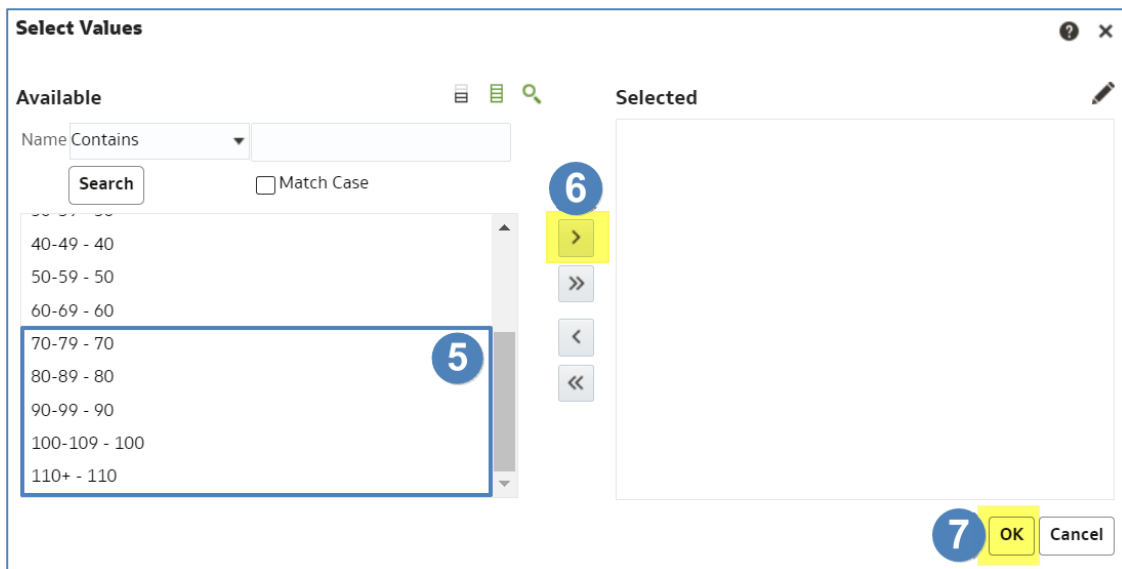 Select Values
Available
Selected
Name Contains
Search
Match Case
6
40-49 - 40
50-59 - 50
60-69 - 60
70-79 - 70
5
80-89 - 80
90-99 - 90
100-109 - 100
110+ - 110
7
OK
Cancel